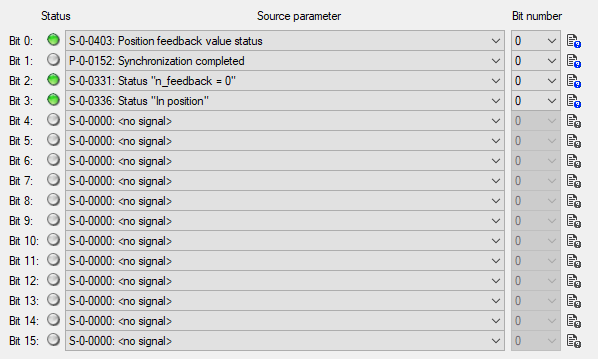 Status Source parameter Bit number
Bit 0: S-0-0403: Position feedback value status 0
Bit 1: P-0-0152: Synchronization completed 0
Bit 2: S-0-0331: Status "n_feedback = 0" 0
Bit 3: S-0-0336: Status "In position" 0
Bit 4: S-0-0000: <no signal> 0
Bit 5: S-0-0000: <no signal> 0
Bit 6: S-0-0000: <no signal> 0
Bit 7: S-0-0000: <no signal> 0
Bit 8: S-0-0000: <no signal> 0
Bit 9: S-0-0000: <no signal> 0
Bit 10: S-0-0000: <no signal> 0
Bit 11: S-0-0000: <no signal> 0
Bit 12: S-0-0000: <no signal> 0
Bit 13: S-0-0000: <no signal> 0
Bit 14: S-0-0000: <no signal> 0
Bit 15: S-0-0000: <no signal> 0